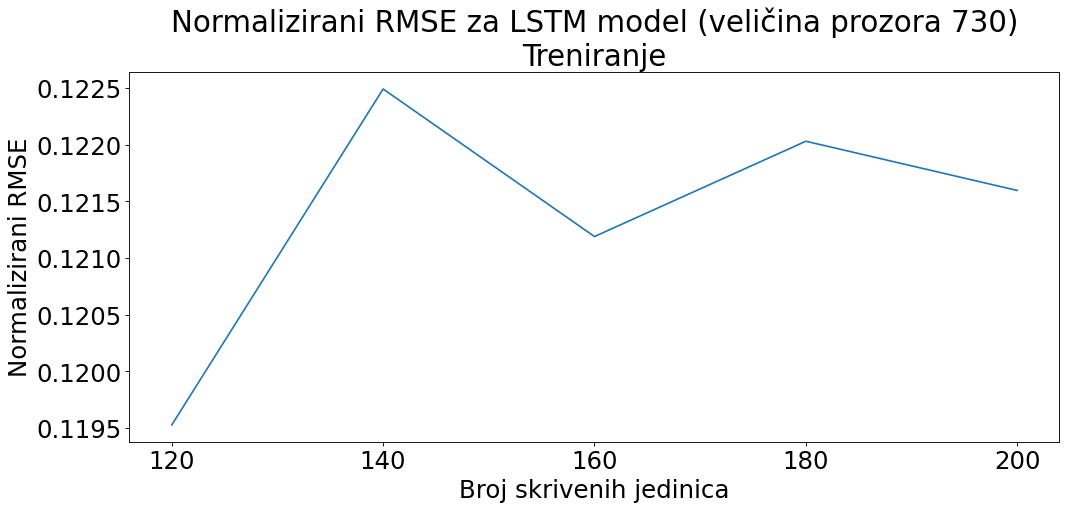 Normalizirani RMSE za LSTM model (veličina prozora 730)
Treniranje
Normalizirani RMSE
0.1225
0.1220
0.1215
0.1210
0.1205
0.1200
0.1195
120 140 160 180 200
Broj skrivenih jedinica